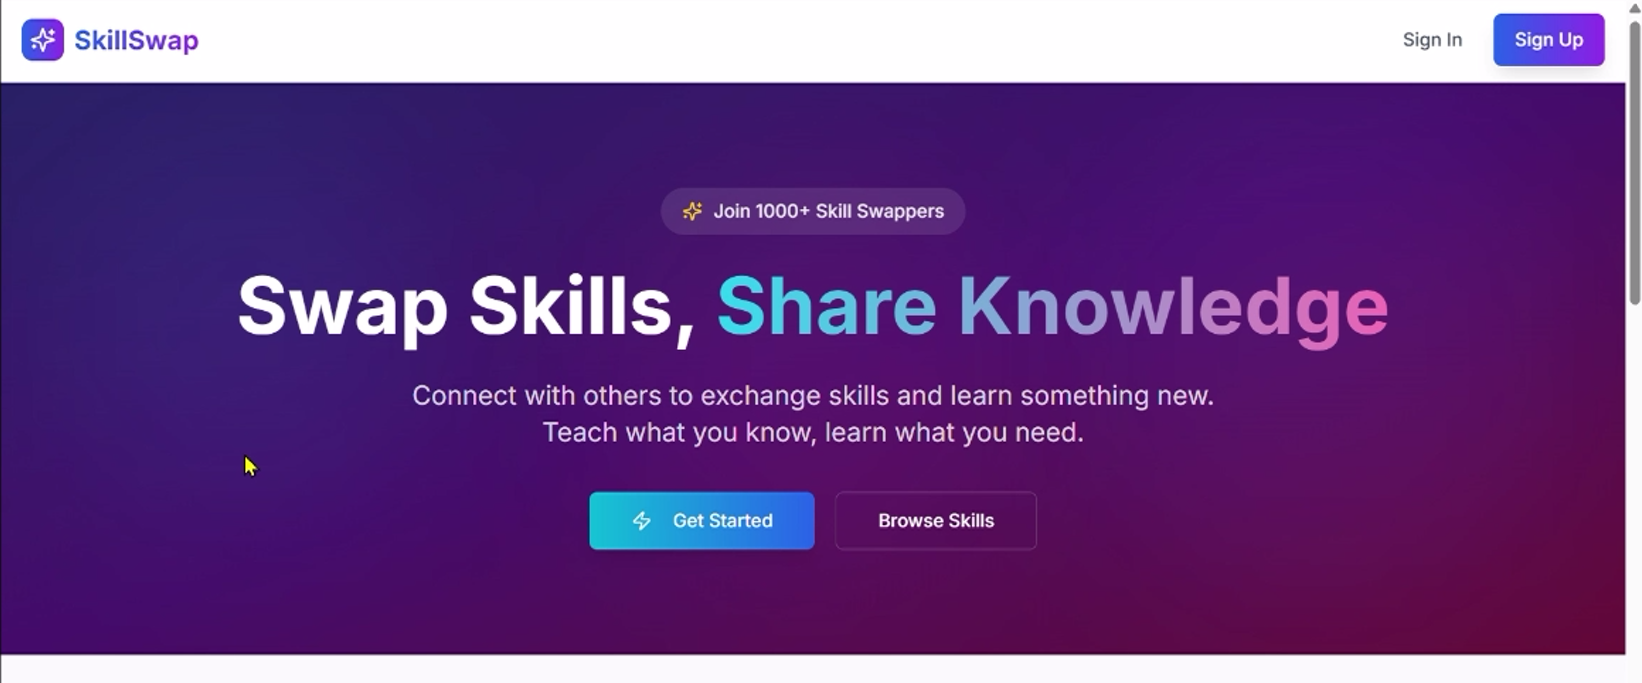 SkillSwap
Sign In
Sign Up
Join 1000+ Skill Swappers
Swap Skills, Share Knowledge
Connect with others to exchange skills and learn something new.
Teach what you know, learn what you need.
Get Started
Browse Skills